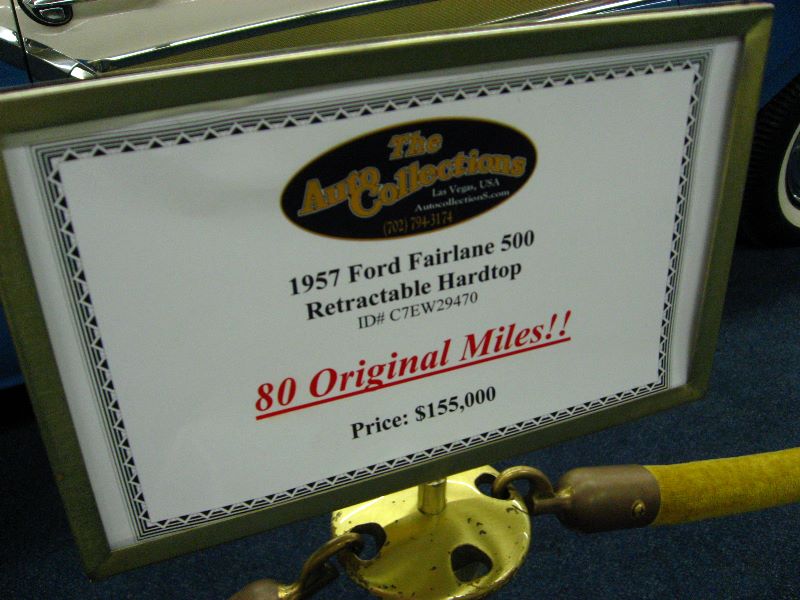 The
Auto Collections
Las Vegas, USA
AutocollectionS.com
(702) 794-3174
1957 Ford Fairlane 500
Retractable Hardtop
ID# C7EW29470
80 Original Miles!!
Price: $155,000